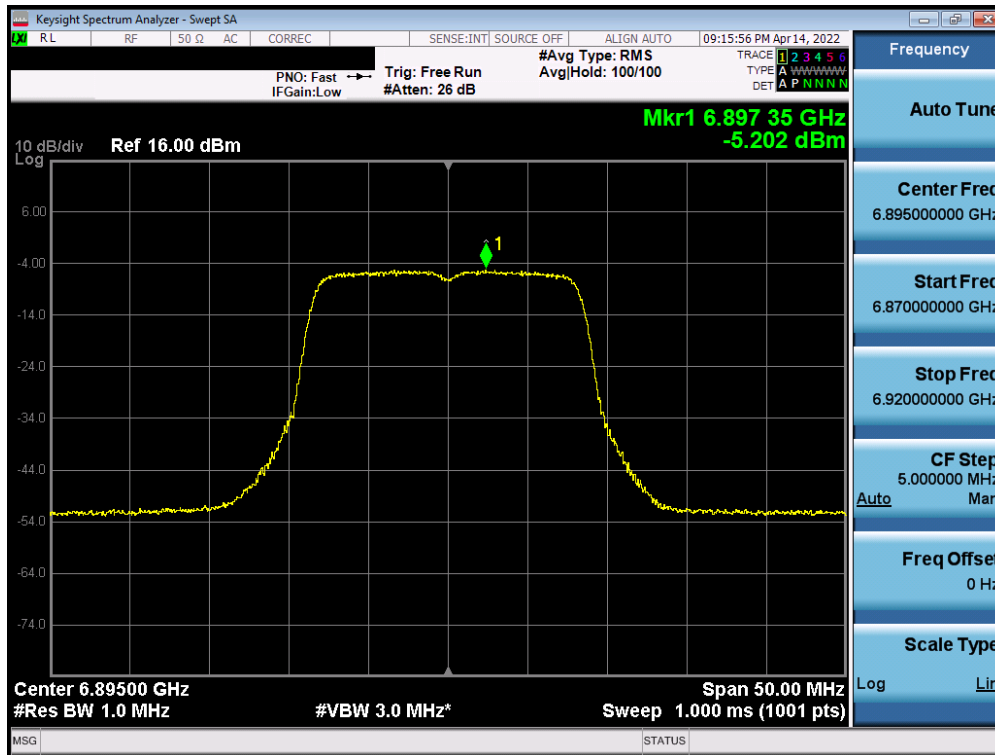 Keysight Spectrum Analyzer - Swept SA
LXI RL RF 50 Ω AC CORREC SENSE:INT SOURCE OFF ALIGN AUTO 09:15:56 PM Apr 14, 2022
PNO: Fast Trig: Free Run #Avg Type: RMS TRACE 1 2 3 4 5 6
IFGain:Low #Atten: 26 dB Avg|Hold: 100/100 TYPE A WWWWW
DET A P N N N N
Mkr1 6.897 35 GHz
-5.202 dBm
10 dB/div Ref 16.00 dBm
Log
1
6.00
-4.00
-14.0
-24.0
-34.0
-44.0
-54.0
-64.0
-74.0
Center 6.89500 GHz Span 50.00 MHz
#Res BW 1.0 MHz #VBW 3.0 MHz* Sweep 1.000 ms (1001 pts)
MSG STATUS
Frequency
Auto Tune
Center Freq
6.895000000 GHz
Start Freq
6.870000000 GHz
Stop Freq
6.920000000 GHz
CF Step
5.000000 MHz
Auto Man
Freq Offset
0 Hz
Scale Type
Log Lin